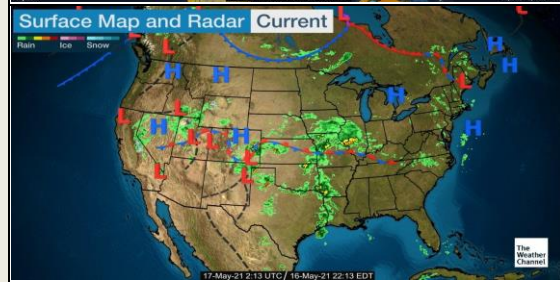 Surface Map and Radar Current
Rain Ice Snow
L L L
L
H H H H
L L
H H H
L
L H H
L L
L
L
L
The
Weather
Channel
17-May-21 2:13 UTC / 16-May-21 22:13 EDT